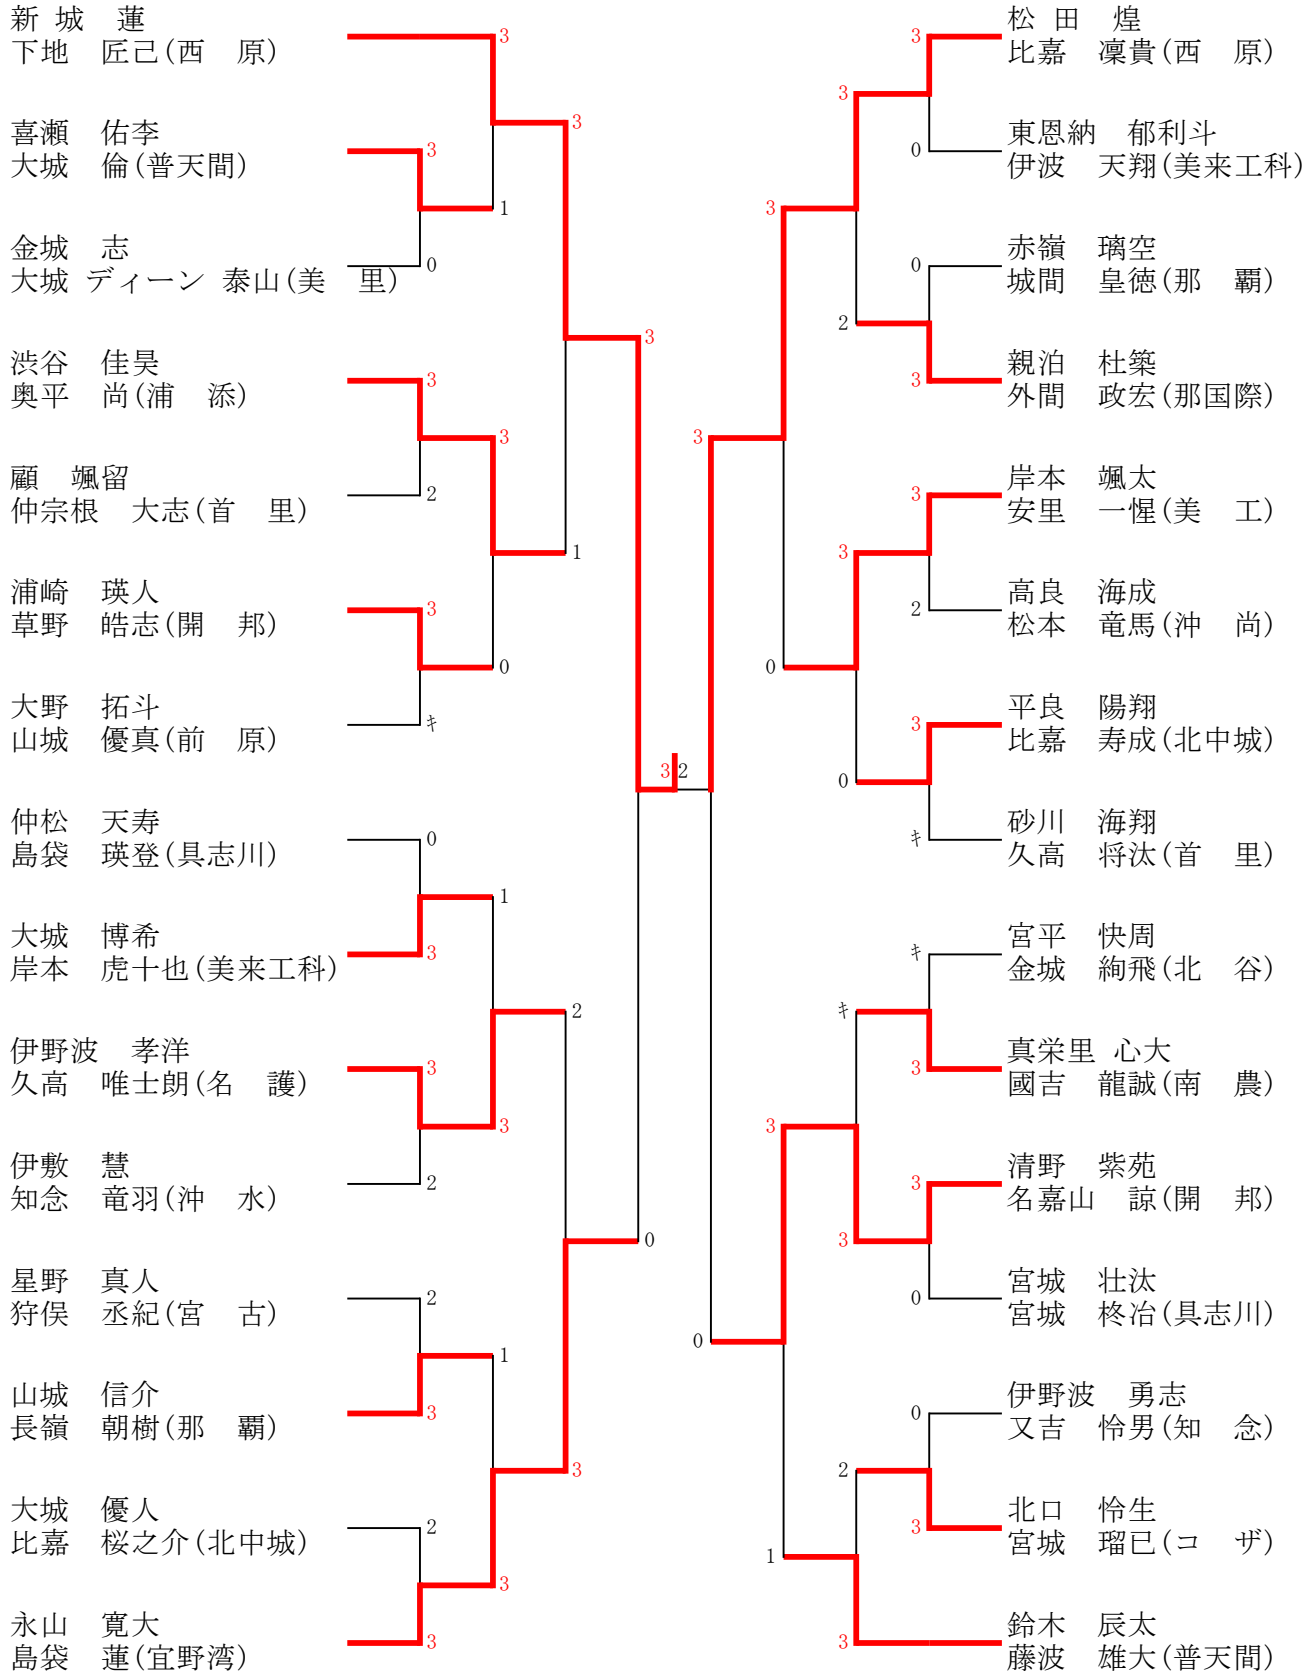 新 城　蓮
下地　匠己(西　原)
3
喜瀬　佑李
大城　倫(普天間)
3
1
金城　志
大城 ディーン 泰山(美　里)
0
3
渋谷　佳昊
奥平　尚(浦　添)
3
3
顧　颯留
仲宗根　大志(首　里)
2
1
浦崎　瑛人
草野　皓志(開　邦)
3
0
大野　拓斗
山城　優真(前　原)
キ
3
仲松　天寿
島袋　瑛登(具志川)
0
1
大城　博希
岸本　虎十也(美来工科)
3
2
伊野波　孝洋
久高　唯士朗(名　護)
3
3
伊敷　慧
知念　竜羽(沖　水)
2
0
星野　真人
狩俣　丞紀(宮　古)
2
1
山城　信介
長嶺　朝樹(那　覇)
3
3
大城　優人
比嘉　桜之介(北中城)
2
3
永山　寛大
島袋　蓮(宜野湾)
3
3 2
松 田　煌
比嘉　凜貴(西　原)
3
3
東恩納　郁利斗
伊波　天翔(美来工科)
0
3
赤嶺　璃空
城間　皇徳(那　覇)
0
2
親泊　杜築
外間　政宏(那国際)
3
3
岸本　颯太
安里　一惺(美　工)
3
3
高良　海成
松本　竜馬(沖　尚)
2
0
平良　陽翔
比嘉　寿成(北中城)
3
0
砂川　海翔
久高　将汰(首　里)
キ
宮平　快周
金城　絢飛(北　谷)
キ
キ
真栄里 心大
國吉　龍誠(南　農)
3
3
清野　紫苑
名嘉山　諒(開　邦)
3
3
宮城　壮汰
宮城　柊冶(具志川)
0
0
伊野波　勇志
又吉　怜男(知　念)
0
2
北口　怜生
宮城　瑠已(コ　ザ)
3
1
鈴木　辰太
藤波　雄大(普天間)
3